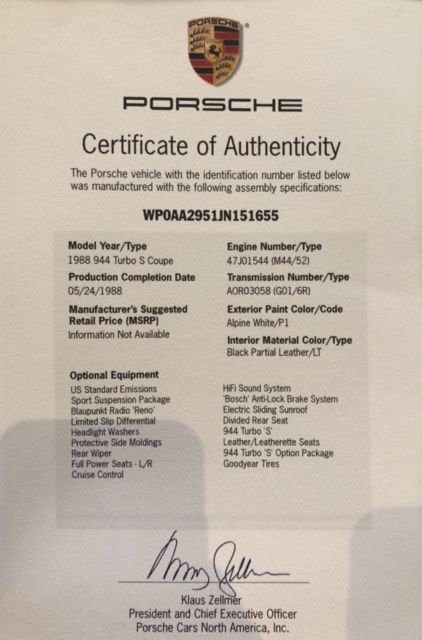 PORSCHE
PORSCHE
Certificate of Authenticity
The Porsche vehicle with the identification number listed below
was manufactured with the following assembly specifications:
WP0AA2951JN151655
Model Year/Type
1988 944 Turbo S Coupe
Production Completion Date
05/24/1988
Manufacturer's Suggested
Retail Price (MSRP)
Information Not Available
Engine Number/Type
47J01544 (M44/52)
Transmission Number/Type
AOR03058 (G01/6R)
Exterior Paint Color/Code
Alpine White/P1
Interior Material Color/Type
Black Partial Leather/LT
Optional Equipment
US Standard Emissions
Sport Suspension Package
Blaupunkt Radio 'Reno'
Limited Slip Differential
Headlight Washers
Protective Side Moldings
Rear Wiper
Full Power Seats - L/R
Cruise Control
HiFi Sound System
'Bosch' Anti-Lock Brake System
Electric Sliding Sunroof
Divided Rear Seat
944 Turbo 'S'
Leather/Leatherette Seats
944 Turbo 'S' Option Package
Goodyear Tires
Klaus Zellmer
President and Chief Executive Officer
Porsche Cars North America, Inc.